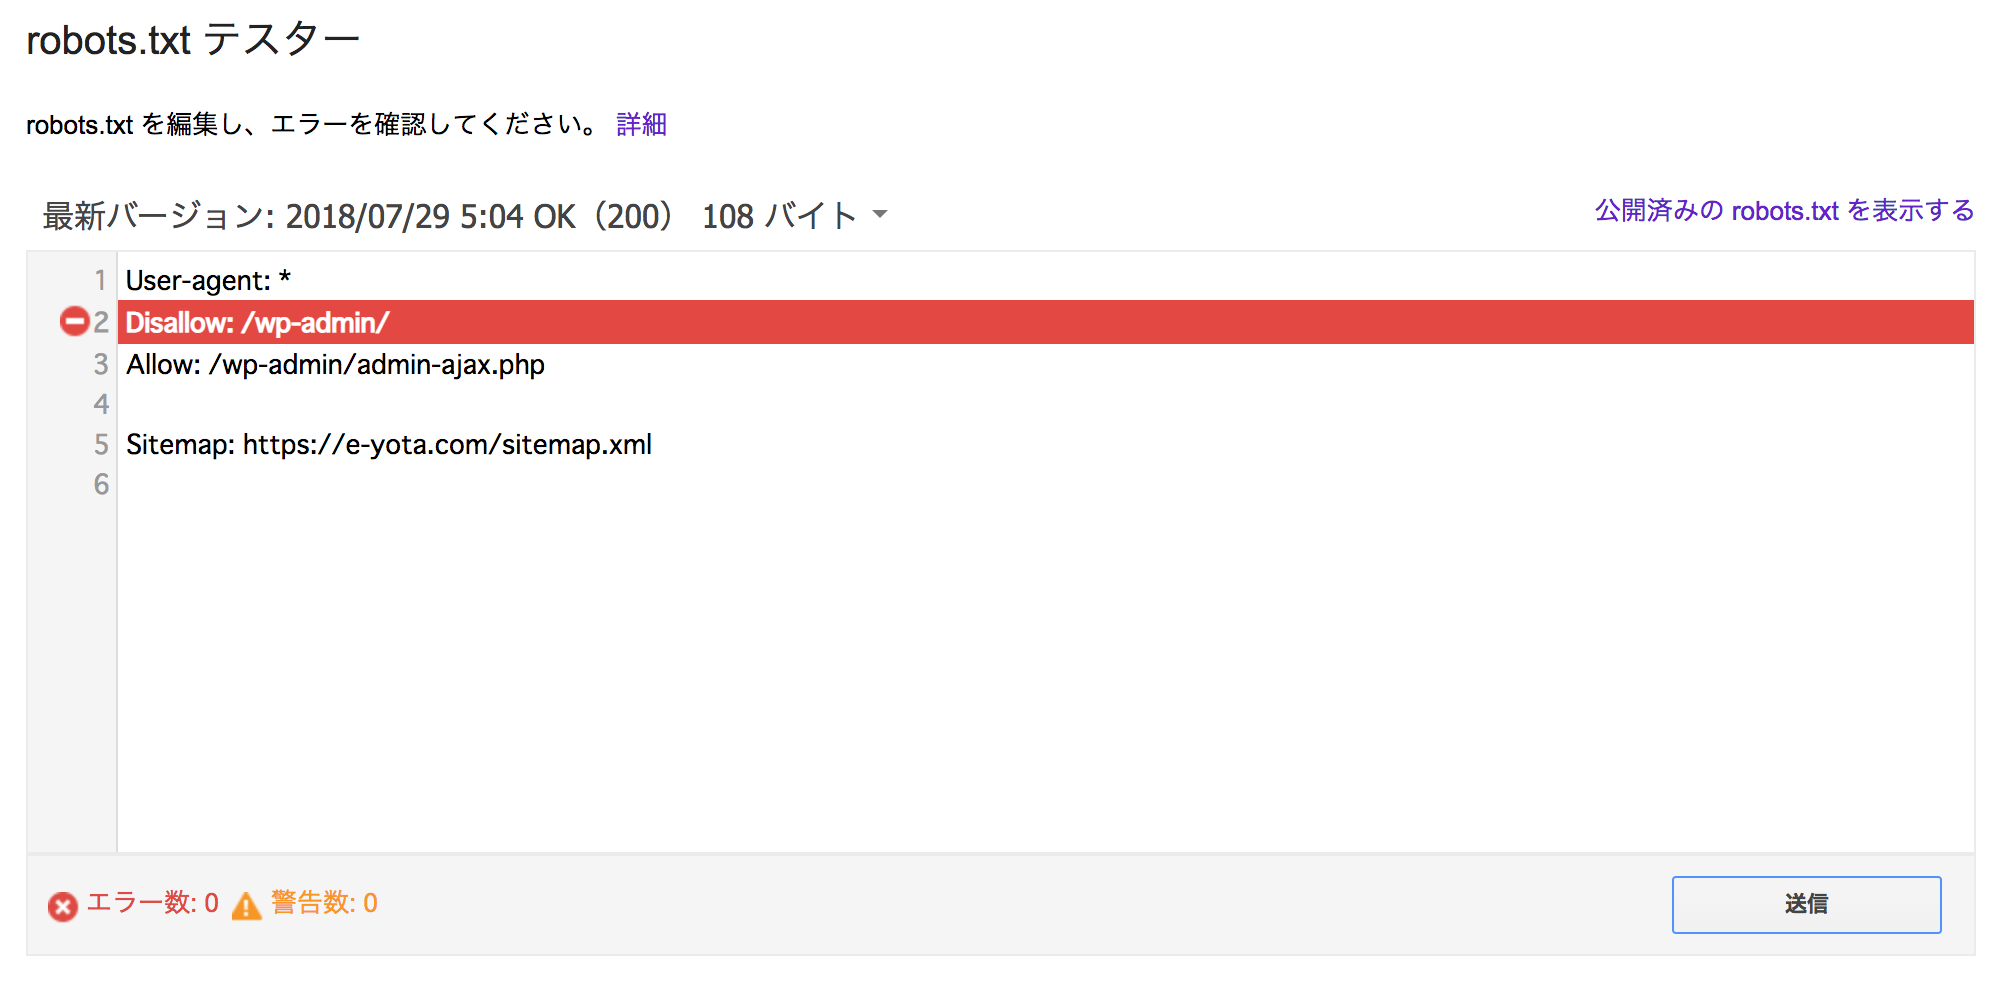 robots.txt テスター
robots.txt を編集し、エラーを確認してください。 詳細
最新バージョン: 2018/07/29 5:04 OK（200） 108 バイト
公開済みの robots.txt を表示する
1 User-agent: *
2 Disallow: /wp-admin/
3 Allow: /wp-admin/admin-ajax.php
4
5 Sitemap: https://e-yota.com/sitemap.xml
6
エラー数: 0 警告数: 0
送信